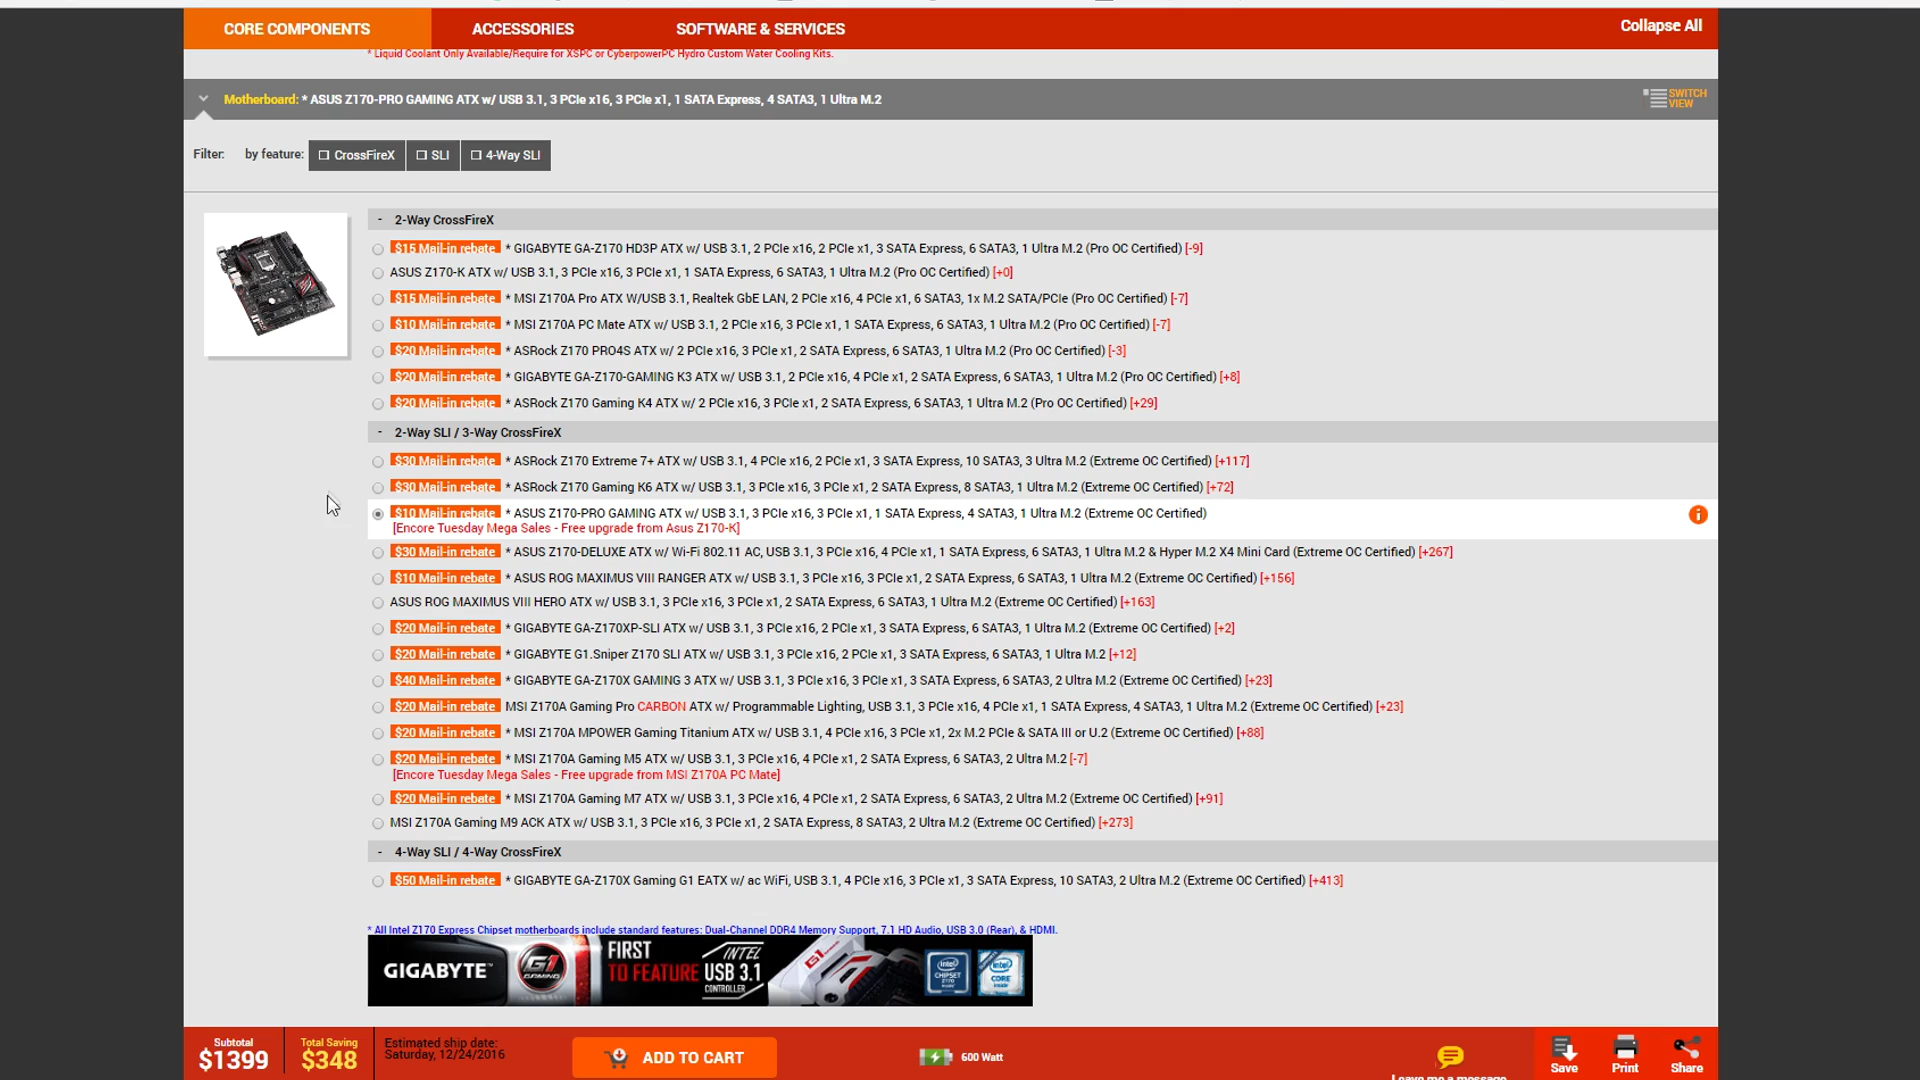 CORE COMPONENTS
ACCESSORIES
SOFTWARE & SERVICES
Collapse All
* Liquid Coolant Only Available/Require for XSPC or CyberpowerPC Hydro Custom Water Cooling Kits.
Motherboard: * ASUS Z170-PRO GAMING ATX w/ USB 3.1, 3 PCIe x16, 3 PCIe x1, 1 SATA Express, 4 SATA3, 1 Ultra M.2
SWITCH
VIEW
Filter: by feature: CrossFireX SLI 4-Way SLI
- 2-Way CrossFireX
$15 Mail-in rebate * GIGABYTE GA-Z170 HD3P ATX w/ USB 3.1, 2 PCIe x16, 2 PCIe x1, 3 SATA Express, 6 SATA3, 1 Ultra M.2 (Pro OC Certified) [-9]
ASUS Z170-K ATX w/ USB 3.1, 3 PCIe x16, 3 PCIe x1, 1 SATA Express, 6 SATA3, 1 Ultra M.2 (Pro OC Certified) [+0]
$15 Mail-in rebate * MSI Z170A Pro ATX W/USB 3.1, Realtek GbE LAN, 2 PCIe x16, 4 PCIe x1, 6 SATA3, 1x M.2 SATA/PCIe (Pro OC Certified) [-7]
$10 Mail-in rebate * MSI Z170A PC Mate ATX w/ USB 3.1, 2 PCIe x16, 3 PCIe x1, 1 SATA Express, 6 SATA3, 1 Ultra M.2 (Pro OC Certified) [-7]
$20 Mail-in rebate * ASRock Z170 PRO4S ATX w/ 2 PCIe x16, 3 PCIe x1, 2 SATA Express, 6 SATA3, 1 Ultra M.2 (Pro OC Certified) [-3]
$20 Mail-in rebate * GIGABYTE GA-Z170-GAMING K3 ATX w/ USB 3.1, 2 PCIe x16, 4 PCIe x1, 2 SATA Express, 6 SATA3, 1 Ultra M.2 (Pro OC Certified) [+8]
$20 Mail-in rebate * ASRock Z170 Gaming K4 ATX w/ 2 PCIe x16, 3 PCIe x1, 2 SATA Express, 6 SATA3, 1 Ultra M.2 (Pro OC Certified) [+29]
- 2-Way SLI / 3-Way CrossFireX
$30 Mail-in rebate * ASRock Z170 Extreme 7+ ATX w/ USB 3.1, 4 PCIe x16, 2 PCIe x1, 3 SATA Express, 10 SATA3, 3 Ultra M.2 (Extreme OC Certified) [+117]
$30 Mail-in rebate * ASRock Z170 Gaming K6 ATX w/ USB 3.1, 3 PCIe x16, 3 PCIe x1, 2 SATA Express, 8 SATA3, 1 Ultra M.2 (Extreme OC Certified) [+72]
$10 Mail-in rebate * ASUS Z170-PRO GAMING ATX w/ USB 3.1, 3 PCIe x16, 3 PCIe x1, 1 SATA Express, 4 SATA3, 1 Ultra M.2 (Extreme OC Certified)
[Encore Tuesday Mega Sales - Free upgrade from Asus Z170-K]
$30 Mail-in rebate * ASUS Z170-DELUXE ATX w/ Wi-Fi 802.11 AC, USB 3.1, 3 PCIe x16, 4 PCIe x1, 1 SATA Express, 6 SATA3, 1 Ultra M.2 & Hyper M.2 X4 Mini Card (Extreme OC Certified) [+267]
$10 Mail-in rebate * ASUS ROG MAXIMUS VIII RANGER ATX w/ USB 3.1, 3 PCIe x16, 3 PCIe x1, 2 SATA Express, 6 SATA3, 1 Ultra M.2 (Extreme OC Certified) [+156]
ASUS ROG MAXIMUS VIII HERO ATX w/ USB 3.1, 3 PCIe x16, 3 PCIe x1, 2 SATA Express, 6 SATA3, 1 Ultra M.2 (Extreme OC Certified) [+163]
$20 Mail-in rebate * GIGABYTE GA-Z170XP-SLI ATX w/ USB 3.1, 3 PCIe x16, 2 PCIe x1, 3 SATA Express, 6 SATA3, 1 Ultra M.2 (Extreme OC Certified) [+2]
$20 Mail-in rebate * GIGABYTE G1.Sniper Z170 SLI ATX w/ USB 3.1, 3 PCIe x16, 2 PCIe x1, 3 SATA Express, 6 SATA3, 1 Ultra M.2 [+12]
$40 Mail-in rebate * GIGABYTE GA-Z170X GAMING 3 ATX w/ USB 3.1, 3 PCIe x16, 3 PCIe x1, 3 SATA Express, 6 SATA3, 2 Ultra M.2 (Extreme OC Certified) [+23]
$20 Mail-in rebate MSI Z170A Gaming Pro CARBON ATX w/ Programmable Lighting, USB 3.1, 3 PCIe x16, 4 PCIe x1, 1 SATA Express, 4 SATA3, 1 Ultra M.2 (Extreme OC Certified) [+23]
$20 Mail-in rebate * MSI Z170A MPOWER Gaming Titanium ATX w/ USB 3.1, 4 PCIe x16, 3 PCIe x1, 2x M.2 PCIe & SATA III or U.2 (Extreme OC Certified) [+88]
$20 Mail-in rebate * MSI Z170A Gaming M5 ATX w/ USB 3.1, 3 PCIe x16, 4 PCIe x1, 2 SATA Express, 6 SATA3, 2 Ultra M.2 [-7]
[Encore Tuesday Mega Sales - Free upgrade from MSI Z170A PC Mate]
$20 Mail-in rebate * MSI Z170A Gaming M7 ATX w/ USB 3.1, 3 PCIe x16, 4 PCIe x1, 2 SATA Express, 6 SATA3, 2 Ultra M.2 (Extreme OC Certified) [+91]
MSI Z170A Gaming M9 ACK ATX w/ USB 3.1, 3 PCIe x16, 3 PCIe x1, 2 SATA Express, 8 SATA3, 2 Ultra M.2 (Extreme OC Certified) [+273]
- 4-Way SLI / 4-Way CrossFireX
$50 Mail-in rebate * GIGABYTE GA-Z170X Gaming G1 EATX w/ ac WiFi, USB 3.1, 4 PCIe x16, 3 PCIe x1, 3 SATA Express, 10 SATA3, 2 Ultra M.2 (Extreme OC Certified) [+413]
* All Intel Z170 Express Chipset motherboards include standard features: Dual-Channel DDR4 Memory Support, 7.1 HD Audio, USB 3.0 (Rear), & HDMI.
GIGABYTE™
G1
GAMING
FIRST
TO FEATURE
INTEL
USB 3.1
CONTROLLER
intel
CHIPSET
Z170
intel
CORE
inside
Subtotal
$1399
Total Saving
$348
Estimated ship date:
Saturday, 12/24/2016
ADD TO CART
600 Watt
Leave me a message
Save
Print
Share